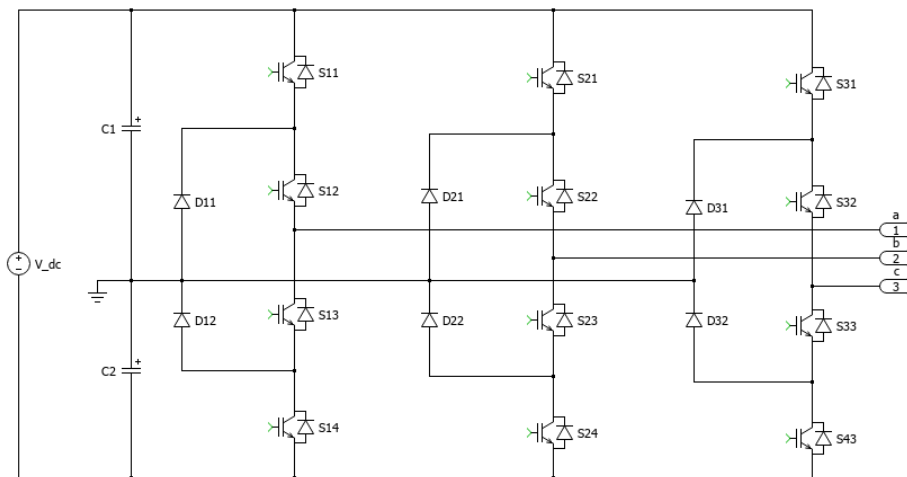 S11
S21
S31
C1
+
S12
D11
S22
D21
S32
D31
a
1
b
2
c
3
+
−
V_dc
D12
S13
D22
S23
D32
S33
C2
+
S14
S24
S43